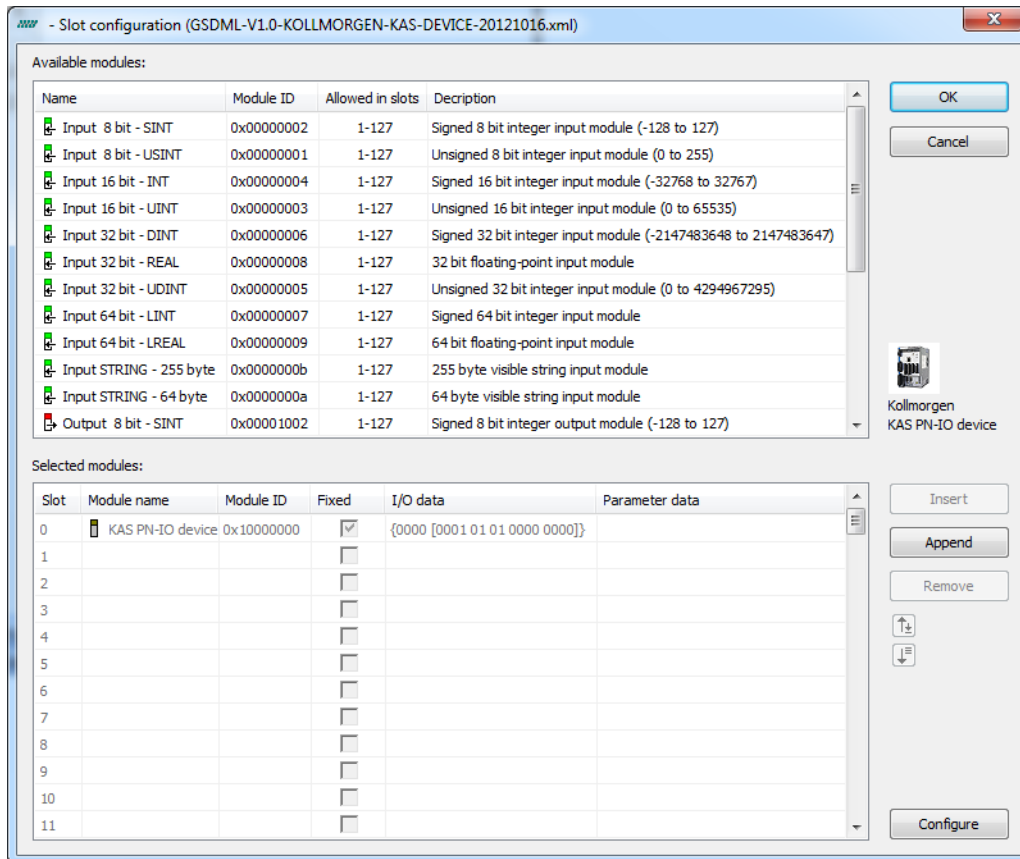 - Slot configuration (GSDML-V1.0-KOLLMORGEN-KAS-DEVICE-20121016.xml)
Available modules:
Name Module ID Allowed in slots Decription
Input 8 bit - SINT 0x00000002 1-127 Signed 8 bit integer input module (-128 to 127)
Input 8 bit - USINT 0x00000001 1-127 Unsigned 8 bit integer input module (0 to 255)
Input 16 bit - INT 0x00000004 1-127 Signed 16 bit integer input module (-32768 to 32767)
Input 16 bit - UINT 0x00000003 1-127 Unsigned 16 bit integer input module (0 to 65535)
Input 32 bit - DINT 0x00000006 1-127 Signed 32 bit integer input module (-2147483648 to 2147483647)
Input 32 bit - REAL 0x00000008 1-127 32 bit floating-point input module
Input 32 bit - UDINT 0x00000005 1-127 Unsigned 32 bit integer input module (0 to 4294967295)
Input 64 bit - LINT 0x00000007 1-127 Signed 64 bit integer input module
Input 64 bit - LREAL 0x00000009 1-127 64 bit floating-point input module
Input STRING - 255 byte 0x0000000b 1-127 255 byte visible string input module
Input STRING - 64 byte 0x0000000a 1-127 64 byte visible string input module
Output 8 bit - SINT 0x00001002 1-127 Signed 8 bit integer output module (-128 to 127)
OK
Cancel
Kollmorgen
KAS PN-IO device
Selected modules:
Slot Module name Module ID Fixed I/O data Parameter data
0 KAS PN-IO device 0x10000000 {0000 [0001 01 01 0000 0000]}
1
2
3
4
5
6
7
8
9
10
11
Insert
Append
Remove
Configure